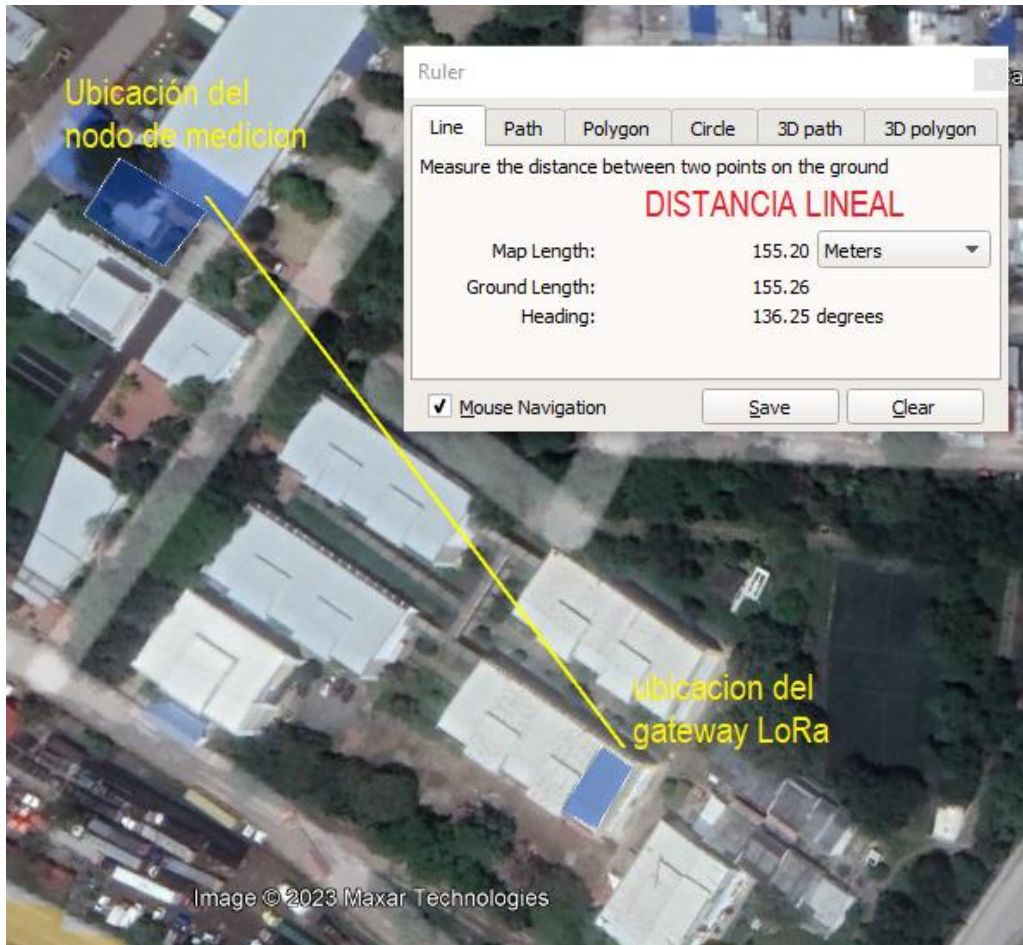 Ubicación del
nodo de medicion
Ruler
Line Path Polygon Circle 3D path 3D polygon
Measure the distance between two points on the ground
DISTANCIA LINEAL
Map Length: 155.20 Meters
Ground Length: 155.26
Heading: 136.25 degrees
Mouse Navigation Save Clear
ubicacion del
gateway LoRa
Image © 2023 Maxar Technologies